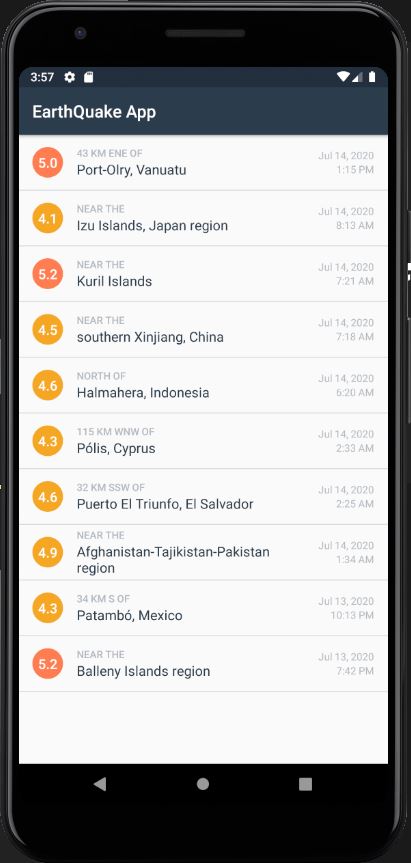 3:57
EarthQuake App
5.0
43 KM ENE OF
Port-Olry, Vanuatu
Jul 14, 2020
1:15 PM
4.1
NEAR THE
Izu Islands, Japan region
Jul 14, 2020
8:13 AM
5.2
NEAR THE
Kuril Islands
Jul 14, 2020
7:21 AM
4.5
NEAR THE
southern Xinjiang, China
Jul 14, 2020
7:18 AM
4.6
NORTH OF
Halmahera, Indonesia
Jul 14, 2020
6:20 AM
4.3
115 KM WNW OF
Pólis, Cyprus
Jul 14, 2020
2:33 AM
4.6
32 KM SSW OF
Puerto El Triunfo, El Salvador
Jul 14, 2020
2:25 AM
4.9
NEAR THE
Afghanistan-Tajikistan-Pakistan
region
Jul 14, 2020
1:34 AM
4.3
34 KM S OF
Patambó, Mexico
Jul 13, 2020
10:13 PM
5.2
NEAR THE
Balleny Islands region
Jul 13, 2020
7:42 PM